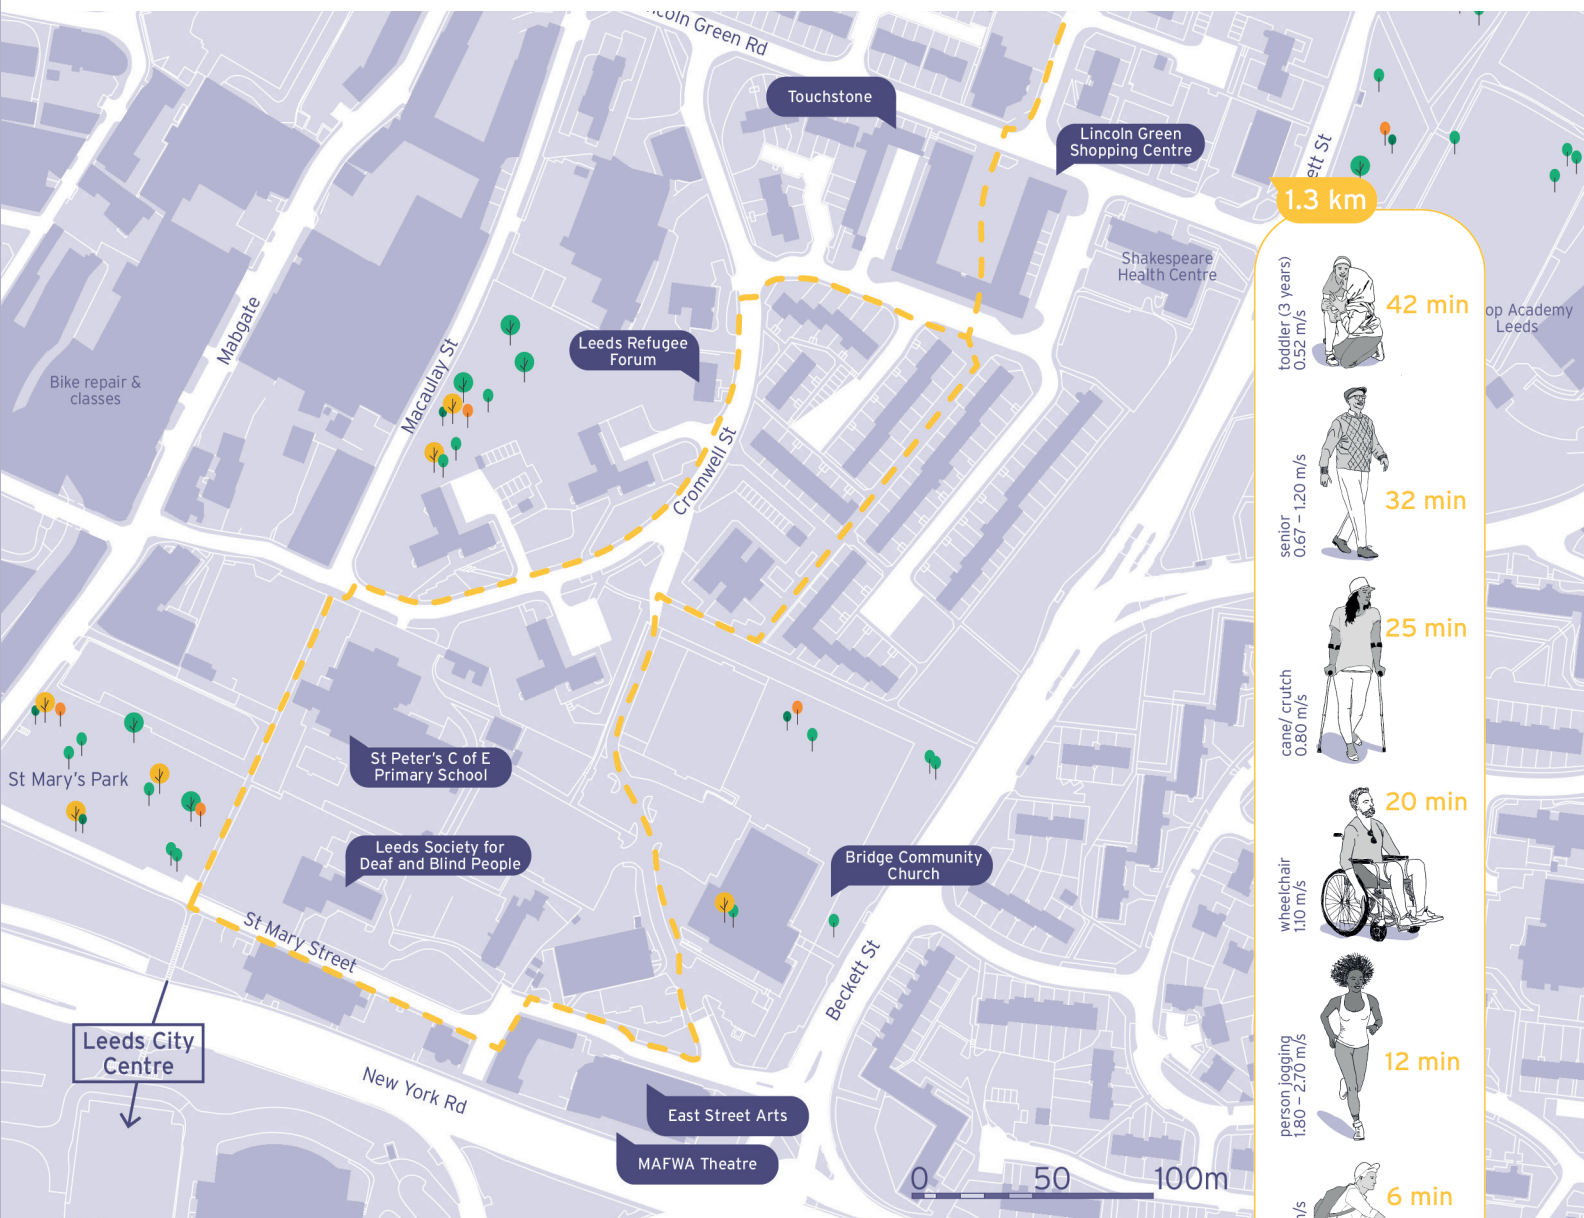 Lincoln Green Rd
Touchstone
Lincoln Green
Shopping Centre
ett St
1.3 km
Shakespeare
Health Centre
toddler (3 years)
0.52 m/s
42 min
op Academy
Leeds
Mabgate
Macaulay St
Leeds Refugee
Forum
Bike repair &
classes
Cromwell St
senior
0.67 – 1.20 m/s
32 min
cane/ crutch
0.80 m/s
25 min
St Mary's Park
St Peter's C of E
Primary School
Leeds Society for
Deaf and Blind People
Bridge Community
Church
wheelchair
1.10 m/s
20 min
St Mary Street
Beckett St
Leeds City
Centre
New York Rd
person jogging
1.80 – 2.70 m/s
12 min
East Street Arts
MAFWA Theatre
0 50 100m
m/s
6 min